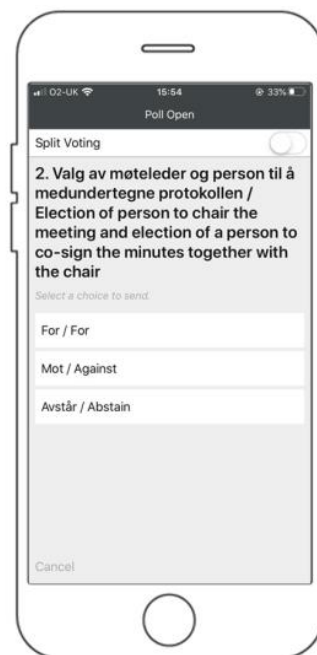 O2-UK 15:54 33%
Poll Open
Split Voting
2. Valg av møteleder og person til å
medundertegne protokollen /
Election of person to chair the
meeting and election of a person to
co-sign the minutes together with
the chair
Select a choice to send.
For / For
Mot / Against
Avstår / Abstain
Cancel